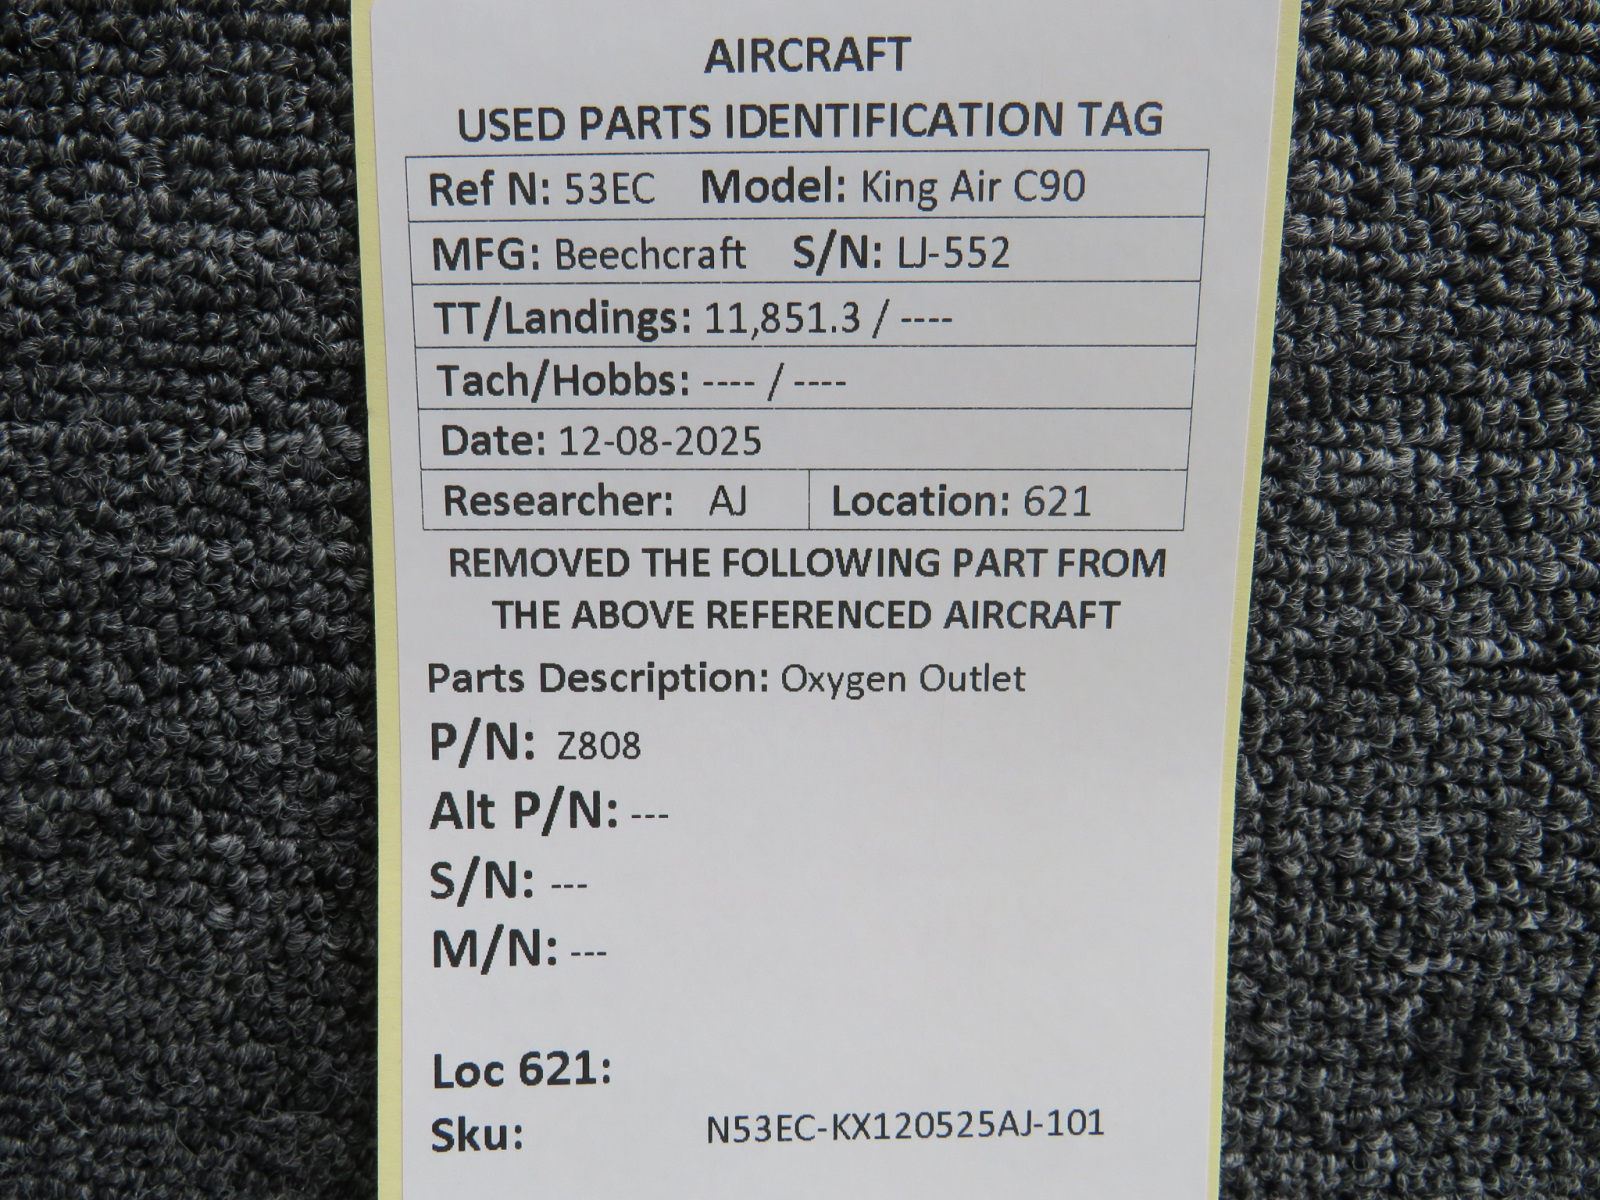 AIRCRAFT
USED PARTS IDENTIFICATION TAG
Ref N: 53EC Model: King Air C90
MFG: Beechcraft S/N: LJ-552
TT/Landings: 11,851.3 / ----
Tach/Hobbs: ---- / ----
Date: 12-08-2025
Researcher: AJ Location: 621
REMOVED THE FOLLOWING PART FROM
THE ABOVE REFERENCED AIRCRAFT
Parts Description: Oxygen Outlet
P/N: Z808
Alt P/N: ---
S/N: ---
M/N: ---
Loc 621:
Sku: N53EC-KX120525AJ-101